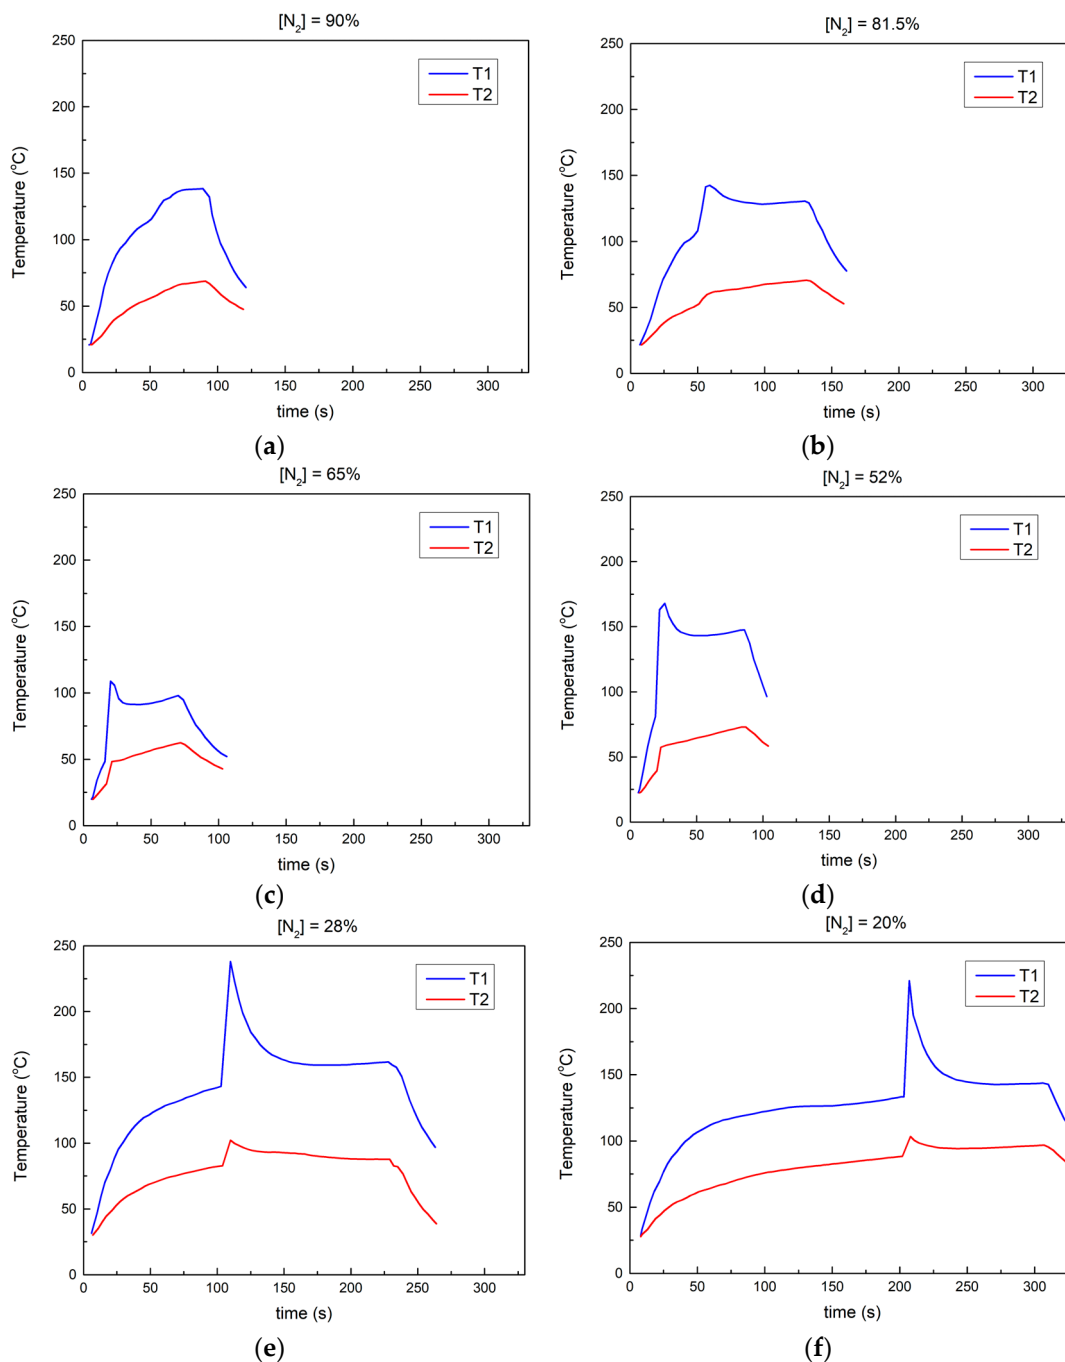 [N₂] = 90%
250
200
150
100
50
0
Temperature (°C)
T1
T2
0 50 100 150 200 250 300
time (s)
(a)
[N₂] = 81.5%
250
200
150
100
50
0
Temperature (°C)
T1
T2
0 50 100 150 200 250 300
time (s)
(b)
[N₂] = 65%
250
200
150
100
50
0
Temperature (°C)
T1
T2
0 50 100 150 200 250 300
time (s)
(c)
[N₂] = 52%
250
200
150
100
50
0
Temperature (°C)
T1
T2
0 50 100 150 200 250 300
time (s)
(d)
[N₂] = 28%
250
200
150
100
50
0
Temperature (°C)
T1
T2
0 50 100 150 200 250 300
time (s)
(e)
[N₂] = 20%
250
200
150
100
50
0
Temperature (°C)
T1
T2
0 50 100 150 200 250 300
time (s)
(f)